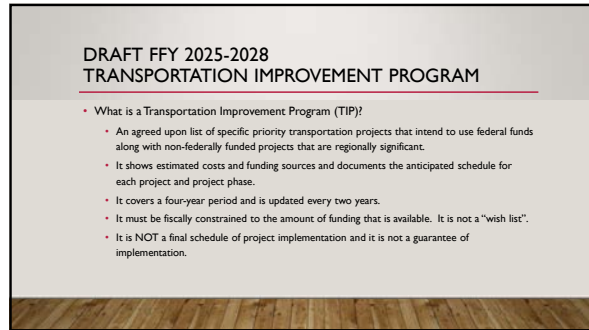 DRAFT FFY 2025-2028
TRANSPORTATION IMPROVEMENT PROGRAM
• What is a Transportation Improvement Program (TIP)?
• An agreed upon list of specific priority transportation projects that intend to use federal funds
along with non-federally funded projects that are regionally significant.
• It shows estimated costs and funding sources and documents the anticipated schedule for
each project and project phase.
• It covers a four-year period and is updated every two years.
• It must be fiscally constrained to the amount of funding that is available. It is not a “wish list”.
• It is NOT a final schedule of project implementation and it is not a guarantee of
implementation.